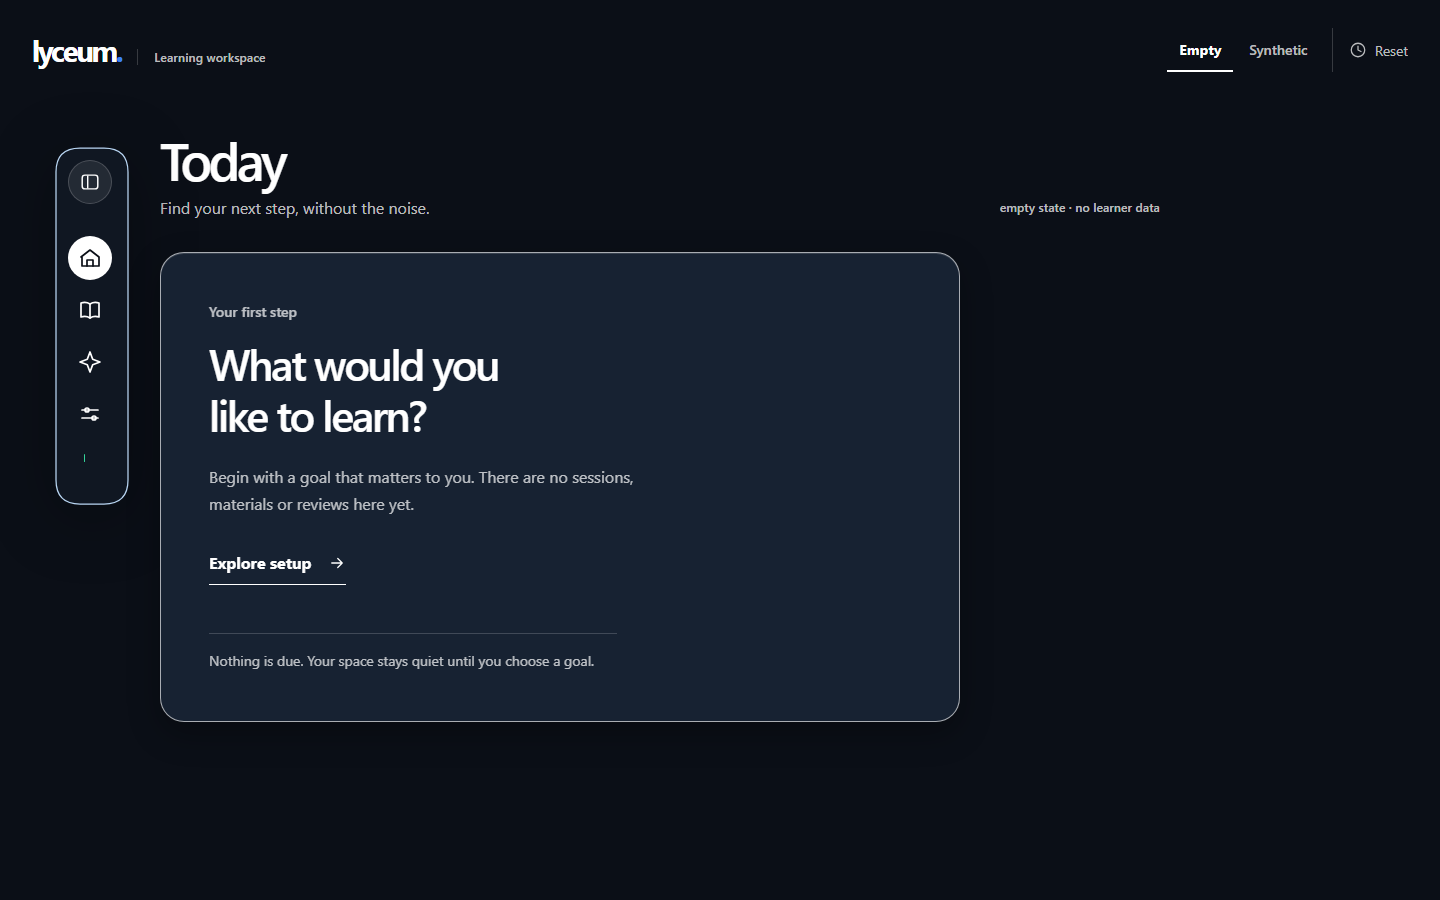 lyceum.
Learning workspace
Empty
Synthetic
Reset
Today
Find your next step, without the noise.
empty state · no learner data
Your first step
What would you
like to learn?
Begin with a goal that matters to you. There are no sessions,
materials or reviews here yet.
Explore setup →
Nothing is due. Your space stays quiet until you choose a goal.